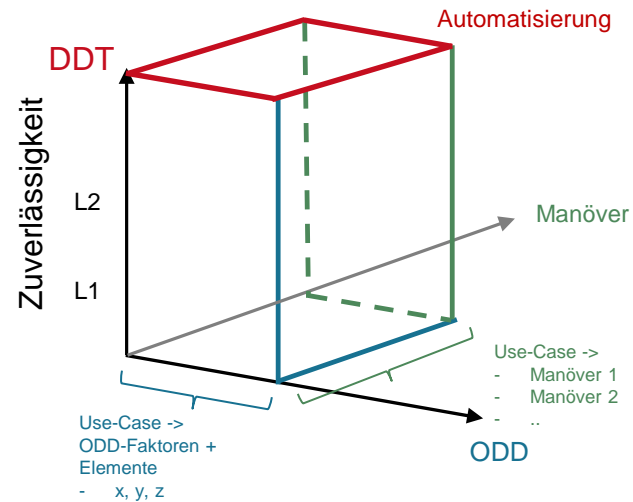 Automatisierung
DDT
Zuverlässigkeit
L2
Manöver
L1
Use-Case ->
- Manöver 1
- Manöver 2
- ..
Use-Case ->
ODD-Faktoren +
Elemente
- x, y, z
ODD